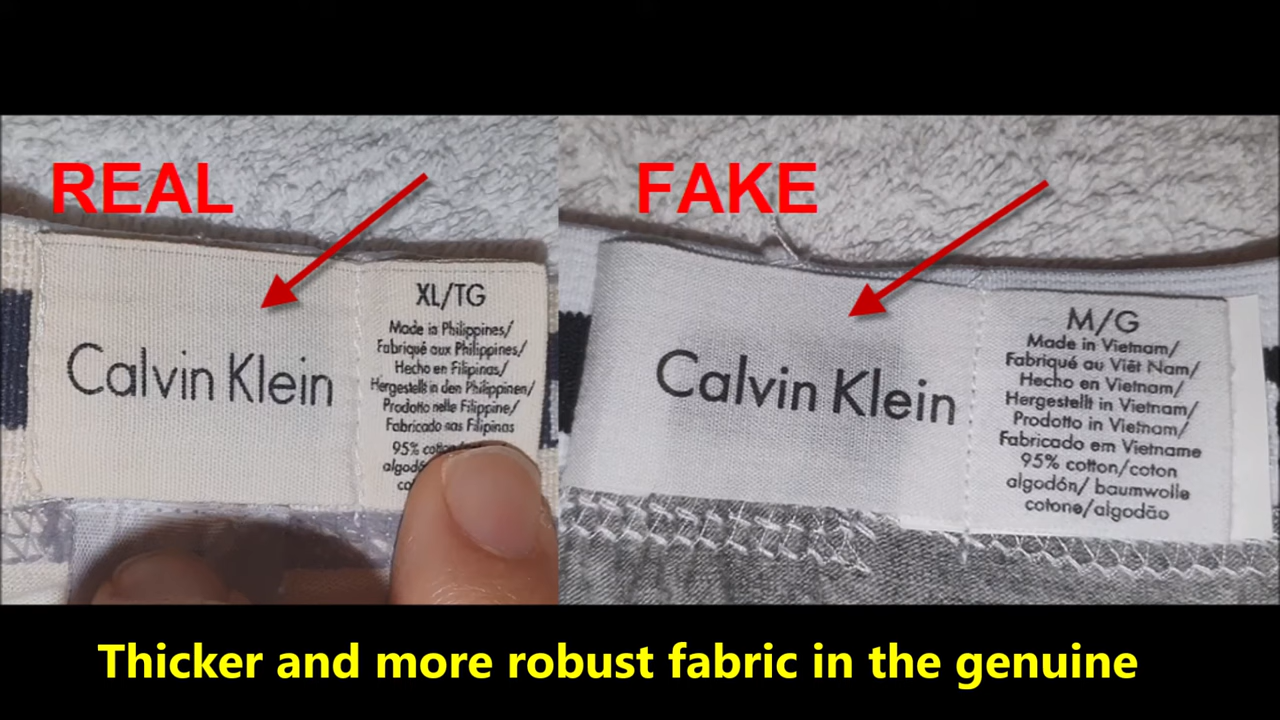 REAL
Calvin Klein
XL/TG
Made in Philippines/
Fabriqué aux Philippines/
Hecho en Filipinas/
Hergestellt in den Philippinen/
Prodotto nelle Filippine/
Fabricado nas Filipinas
95%
FAKE
Calvin Klein
M/G
Made in Vietnam/
Fabriqué au Viêt Nam/
Hecho en Vietnam/
Hergestellt in Vietnam/
Prodotto in Vietnam/
Fabricado em Vietname
95% cotton/coton
algodón/ baumwolle
cotone/algodão
Thicker and more robust fabric in the genuine